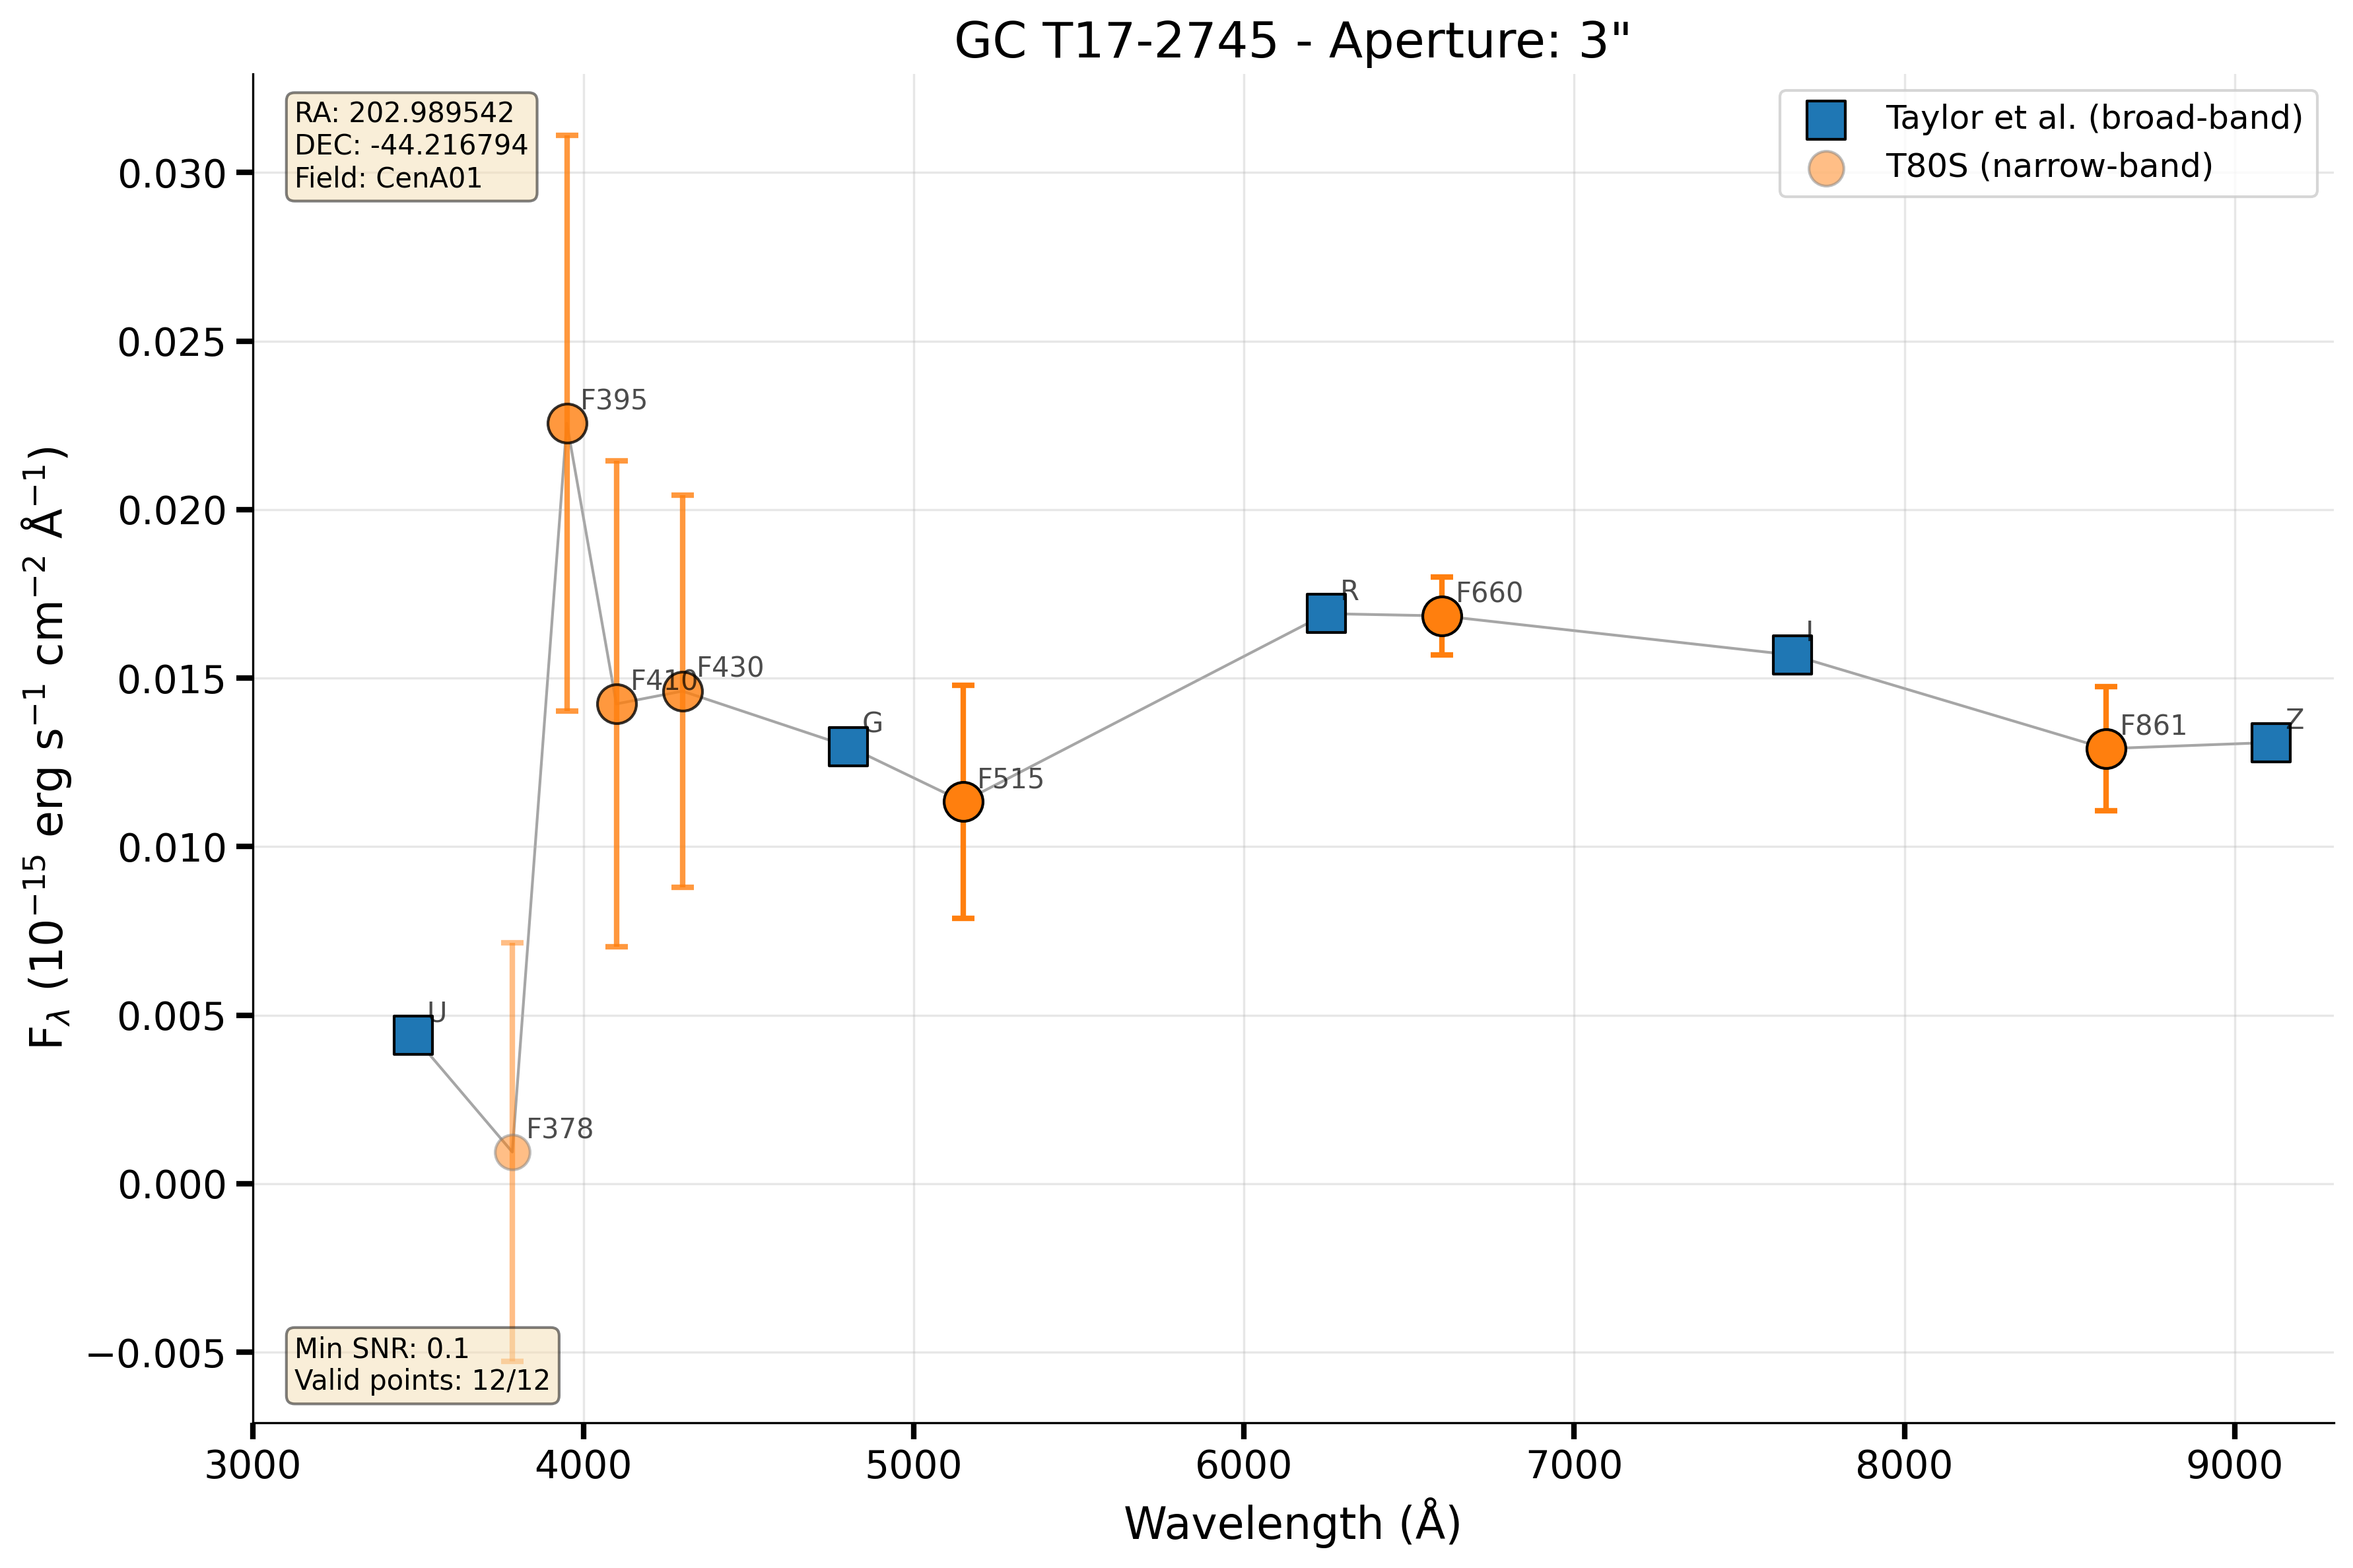 GC T17-2745 - Aperture: 3"
RA: 202.989542
DEC: -44.216794
Field: CenA01
Taylor et al. (broad-band)
T80S (narrow-band)
0.030
0.025
0.020
0.015
0.010
0.005
0.000
−0.005
F_λ (10⁻¹⁵ erg s⁻¹ cm⁻² Å⁻¹)
U
F378
F395
F410
F430
G
F515
R
F660
I
F861
Z
Min SNR: 0.1
Valid points: 12/12
3000 4000 5000 6000 7000 8000 9000
Wavelength (Å)